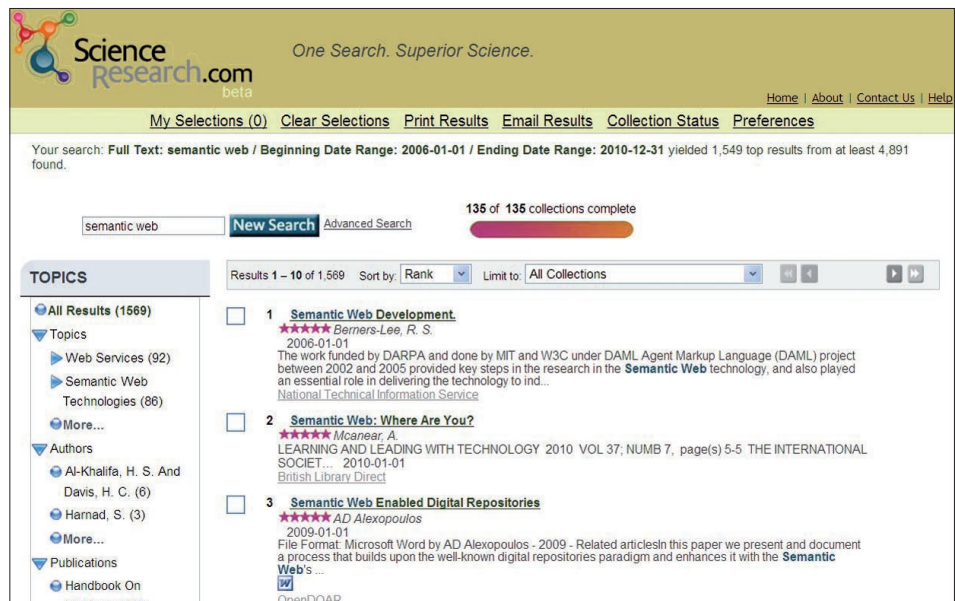 Science
Research.com
beta
One Search. Superior Science.
Home | About | Contact Us | Help
My Selections (0) Clear Selections Print Results Email Results Collection Status Preferences
Your search: Full Text: semantic web / Beginning Date Range: 2006-01-01 / Ending Date Range: 2010-12-31 yielded 1,549 top results from at least 4,891
found.
135 of 135 collections complete
semantic web New Search Advanced Search
TOPICS
Results 1 – 10 of 1,569 Sort by: Rank Limit to: All Collections
All Results (1569)
Topics
Web Services (92)
Semantic Web
Technologies (86)
More...
Authors
Al-Khalifa, H. S. And
Davis, H. C. (6)
Harnad, S. (3)
More...
Publications
Handbook On
1 Semantic Web Development.
Berners-Lee, R. S.
2006-01-01
The work funded by DARPA and done by MIT and W3C under DAML Agent Markup Language (DAML) project
between 2002 and 2005 provided key steps in the research in the Semantic Web technology, and also played
an essential role in delivering the technology to ind...
National Technical Information Service
2 Semantic Web: Where Are You?
Mcanear, A.
LEARNING AND LEADING WITH TECHNOLOGY 2010 VOL 37; NUMB 7, page(s) 5-5 THE INTERNATIONAL
SOCIET... 2010-01-01
British Library Direct
3 Semantic Web Enabled Digital Repositories
AD Alexopoulos
2009-01-01
File Format: Microsoft Word by AD Alexopoulos - 2009 - Related articlesIn this paper we present and document
a process that builds upon the well-known digital repositories paradigm and enhances it with the Semantic
Web's ...
W
OpenDOAR